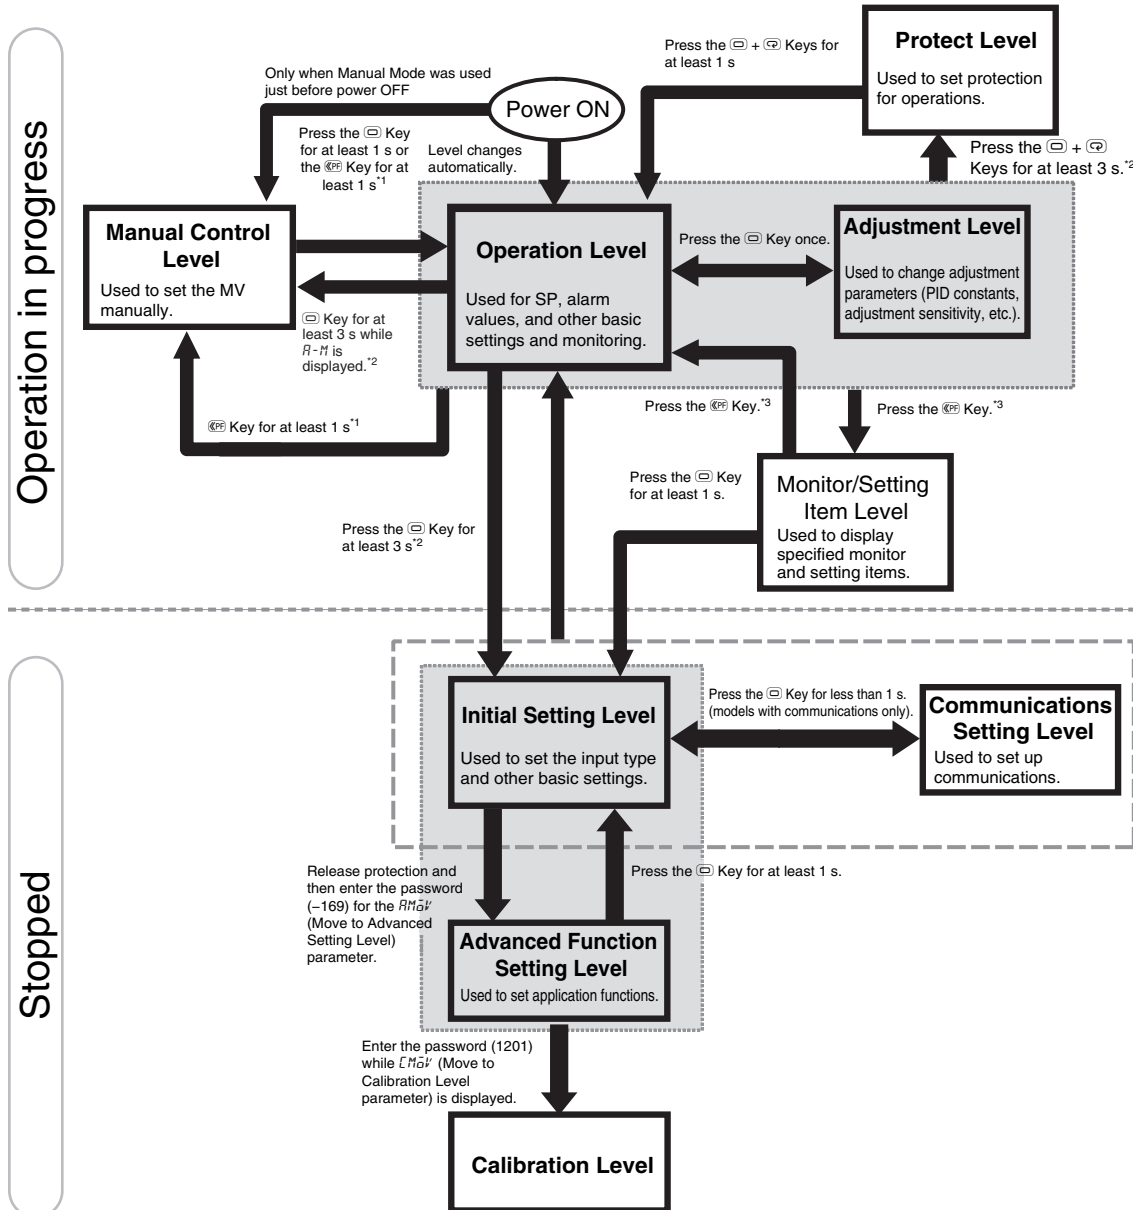 Operation in progress
Only when Manual Mode was used
just before power OFF
Power ON
Press the Keys for
at least 1 s
Protect Level
Used to set protection
for operations.
Press the Key
for at least 1 s or
the PF Key for at
least 1 s*1
Level changes
automatically.
Press the +
Keys for at least 3 s.*2
Manual Control
Level
Used to set the MV
manually.
Operation Level
Used for SP, alarm
values, and other basic
settings and monitoring.
Press the Key once.
Adjustment Level
Used to change adjustment
parameters (PID constants,
adjustment sensitivity, etc.).
Key for at
least 3 s while
A-M is
displayed.*2
PF Key for at least 1 s*1
Press the PF Key.*3
Press the PF Key.*3
Press the Key
for at least 1 s.
Monitor/Setting
Item Level
Used to display
specified monitor
and setting items.
Press the Key for
at least 3 s*2
Stopped
Initial Setting Level
Used to set the input type
and other basic settings.
Press the Key for less than 1 s.
(models with communications only).
Communications
Setting Level
Used to set up
communications.
Release protection and
then enter the password
(–169) for the AMoV
(Move to Advanced
Setting Level)
parameter.
Press the Key for at least 1 s.
Advanced Function
Setting Level
Used to set application functions.
Enter the password (1201)
while CMoV (Move to
Calibration Level
parameter) is displayed.
Calibration Level